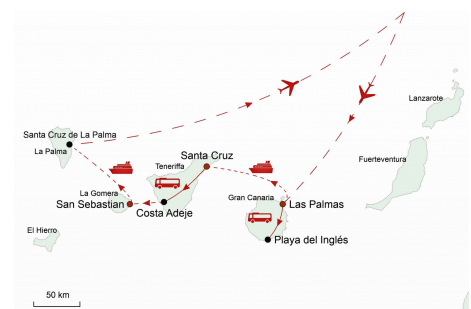 Lanzarote
Santa Cruz de La Palma
La Palma
Santa Cruz
Teneriffa
Fuerteventura
La Gomera
San Sebastian
Costa Adeje
Gran Canaria
Las Palmas
El Hierro
Playa del Inglés
50 km